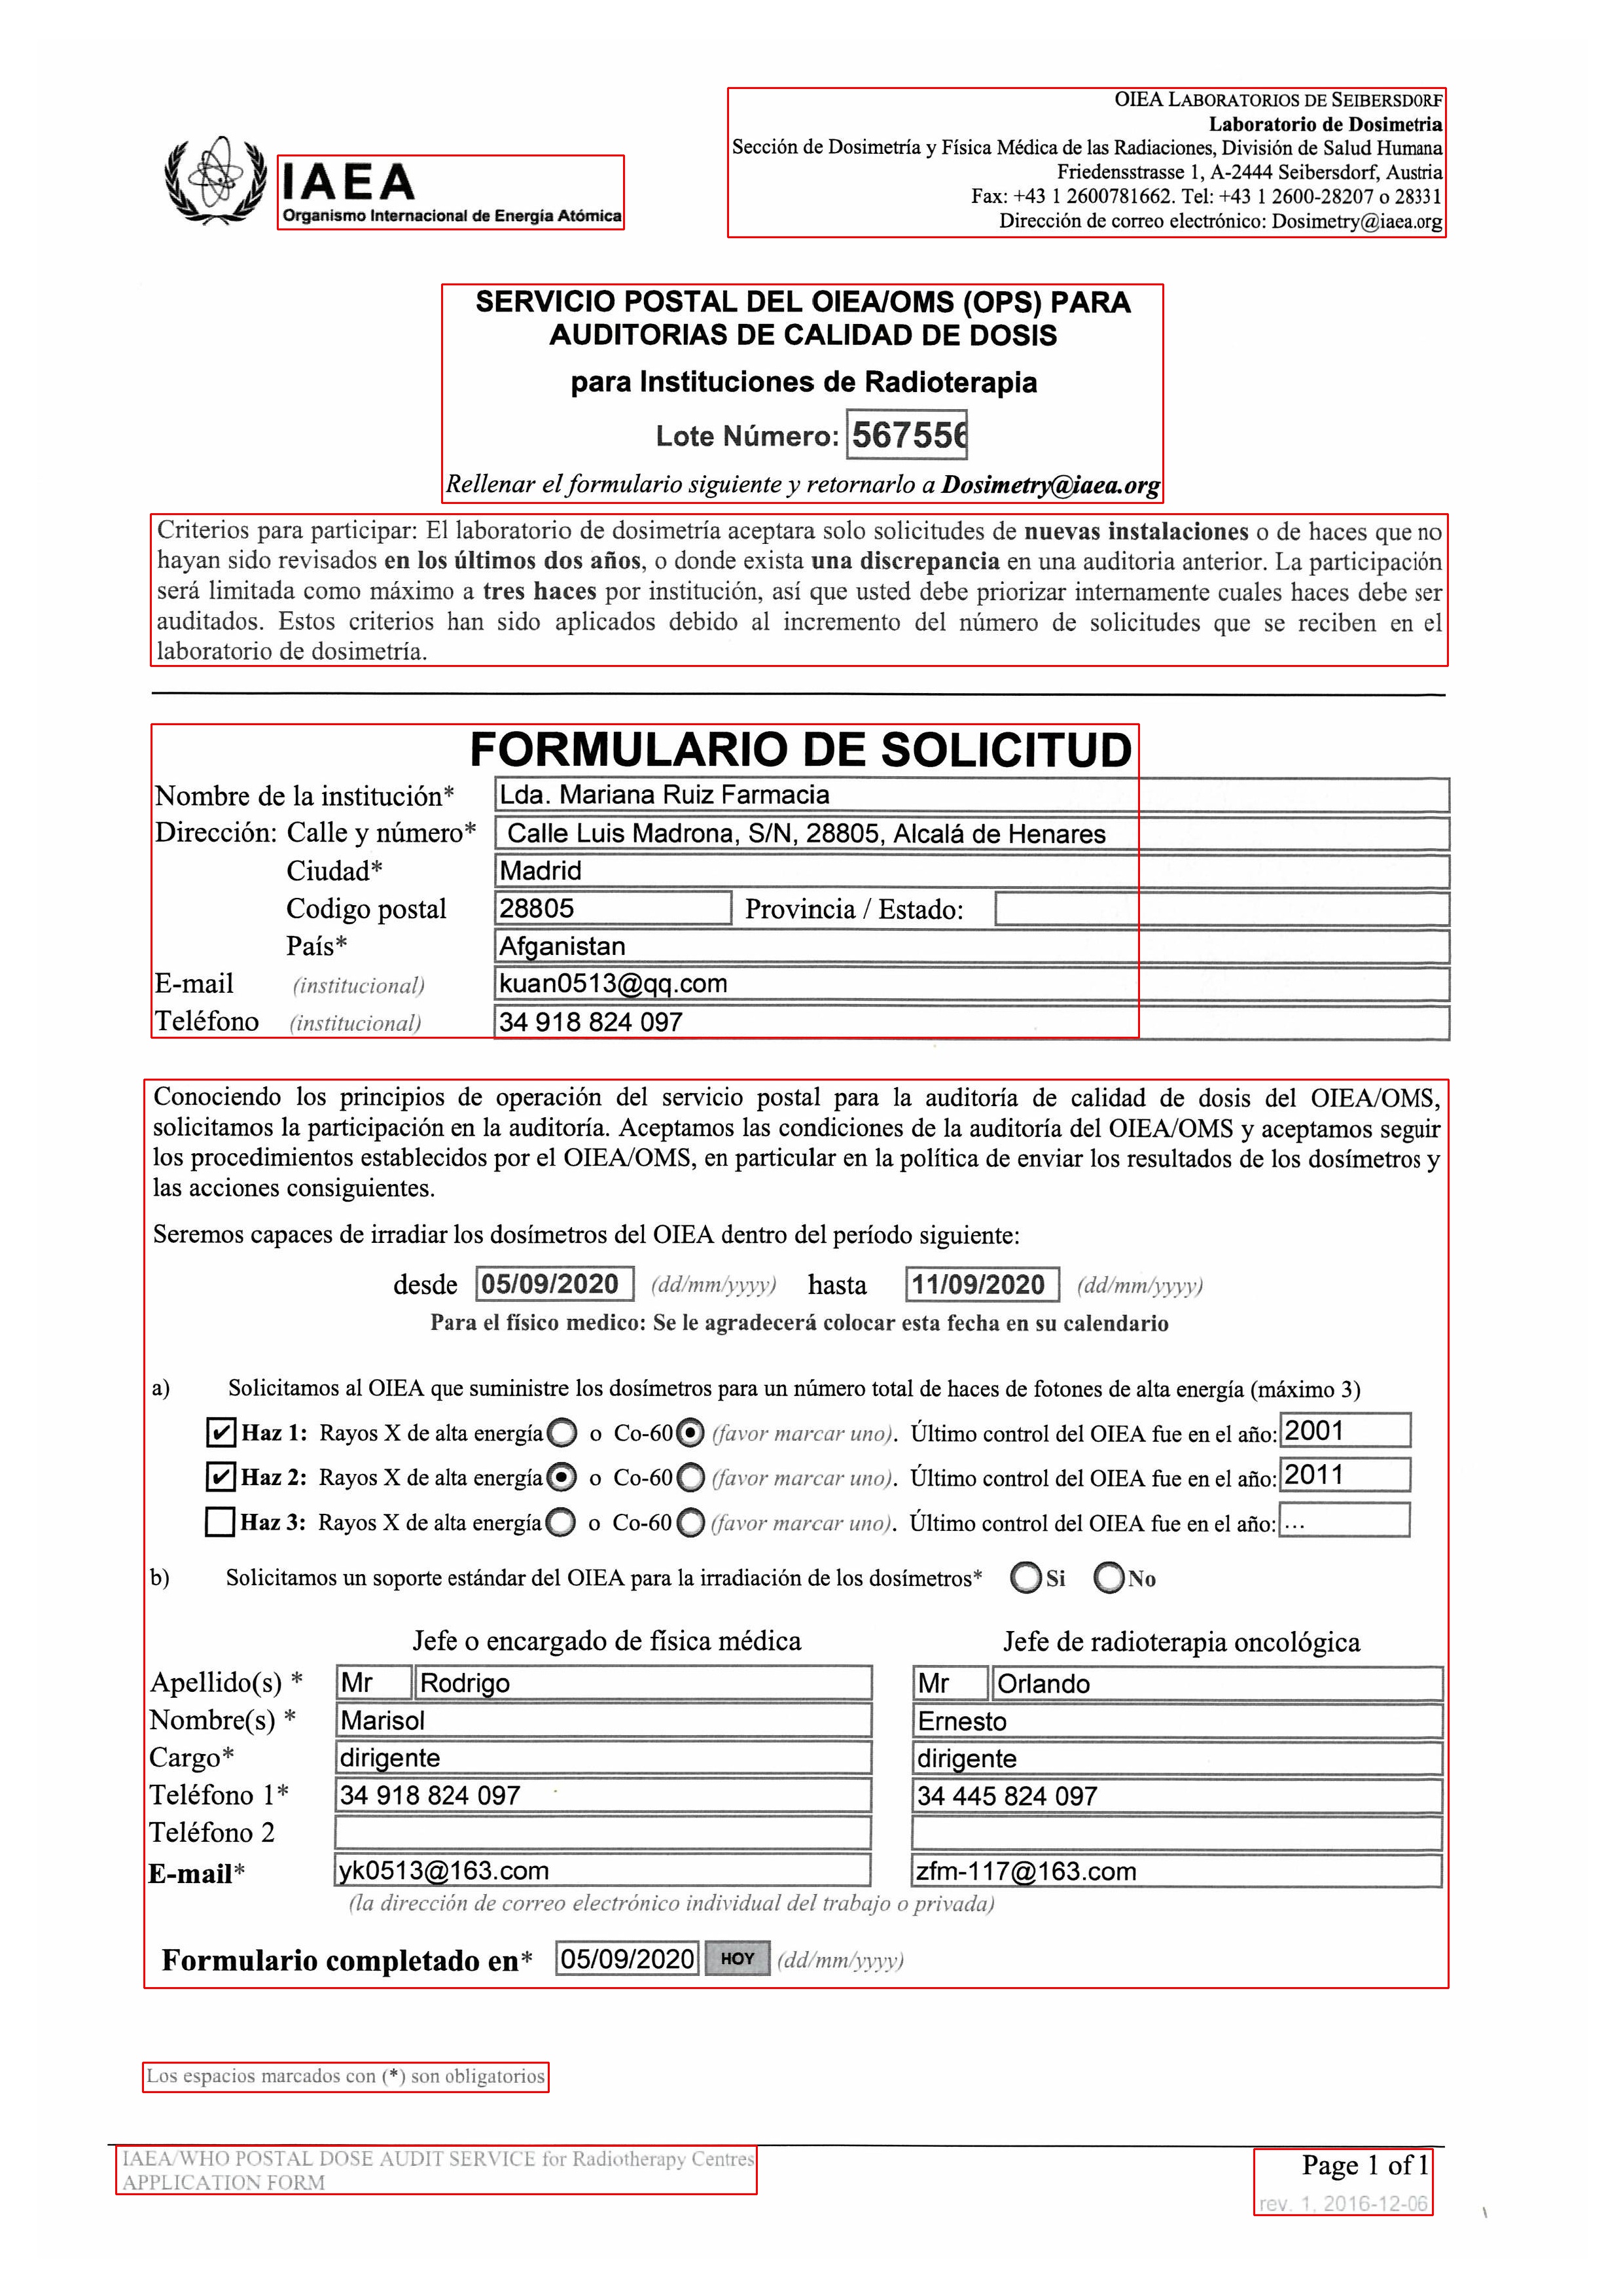 OIEA LABORATORIOS DE SEIBERSDORF
Laboratorio de Dosimetria
Sección de Dosimetría y Física Médica de las Radiaciones, División de Salud Humana
Friedensstrasse 1, A-2444 Seibersdorf, Austria
Fax: +43 1 2600781662. Tel: +43 1 2600-28207 o 28331
Dirección de correo electrónico: Dosimetry@iaea.org
IAEA
Organismo Internacional de Energía Atómica
SERVICIO POSTAL DEL OIEA/OMS (OPS) PARA
AUDITORIAS DE CALIDAD DE DOSIS
para Instituciones de Radioterapia
Lote Número: 567556
Rellenar el formulario siguiente y retornarlo a Dosimetry@iaea.org
Criterios para participar: El laboratorio de dosimetría aceptara solo solicitudes de nuevas instalaciones o de haces que no
hayan sido revisados en los últimos dos años, o donde exista una discrepancia en una auditoria anterior. La participación
será limitada como máximo a tres haces por institución, así que usted debe priorizar internamente cuales haces debe ser
auditados. Estos criterios han sido aplicados debido al incremento del número de solicitudes que se reciben en el
laboratorio de dosimetría.
FORMULARIO DE SOLICITUD
Nombre de la institución* Lda. Mariana Ruiz Farmacia
Dirección: Calle y número* Calle Luis Madrona, S/N, 28805, Alcalá de Henares
Ciudad* Madrid
Codigo postal 28805 Provincia / Estado:
País* Afganistan
E-mail (institucional) kuan0513@qq.com
Teléfono (institucional) 34 918 824 097
Conociendo los principios de operación del servicio postal para la auditoría de calidad de dosis del OIEA/OMS,
solicitamos la participación en la auditoría. Aceptamos las condiciones de la auditoría del OIEA/OMS y aceptamos seguir
los procedimientos establecidos por el OIEA/OMS, en particular en la política de enviar los resultados de los dosímetros y
las acciones consiguientes.
Seremos capaces de irradiar los dosímetros del OIEA dentro del período siguiente:
desde 05/09/2020 (dd/mm/yyyy) hasta 11/09/2020 (dd/mm/yyyy)
Para el físico medico: Se le agradecerá colocar esta fecha en su calendario
a) Solicitamos al OIEA que suministre los dosímetros para un número total de haces de fotones de alta energía (máximo 3)
Haz 1: Rayos X de alta energía o Co-60 (favor marcar uno). Último control del OIEA fue en el año: 2001
Haz 2: Rayos X de alta energía o Co-60 (favor marcar uno). Último control del OIEA fue en el año: 2011
Haz 3: Rayos X de alta energía o Co-60 (favor marcar uno). Último control del OIEA fue en el año: ...
b) Solicitamos un soporte estándar del OIEA para la irradiación de los dosímetros* Si No
Jefe o encargado de física médica Jefe de radioterapia oncológica
Apellido(s) * Mr Rodrigo Mr Orlando
Nombre(s) * Marisol Ernesto
Cargo* dirigente dirigente
Teléfono 1* 34 918 824 097 34 445 824 097
Teléfono 2
E-mail* yk0513@163.com zfm-117@163.com
(la dirección de correo electrónico individual del trabajo o privada)
Formulario completado en* 05/09/2020 HOY (dd/mm/yyyy)
Los espacios marcados con (*) son obligatorios
IAEA/WHO POSTAL DOSE AUDIT SERVICE for Radiotherapy Centres
APPLICATION FORM
Page 1 of 1
rev. 1, 2016-12-06